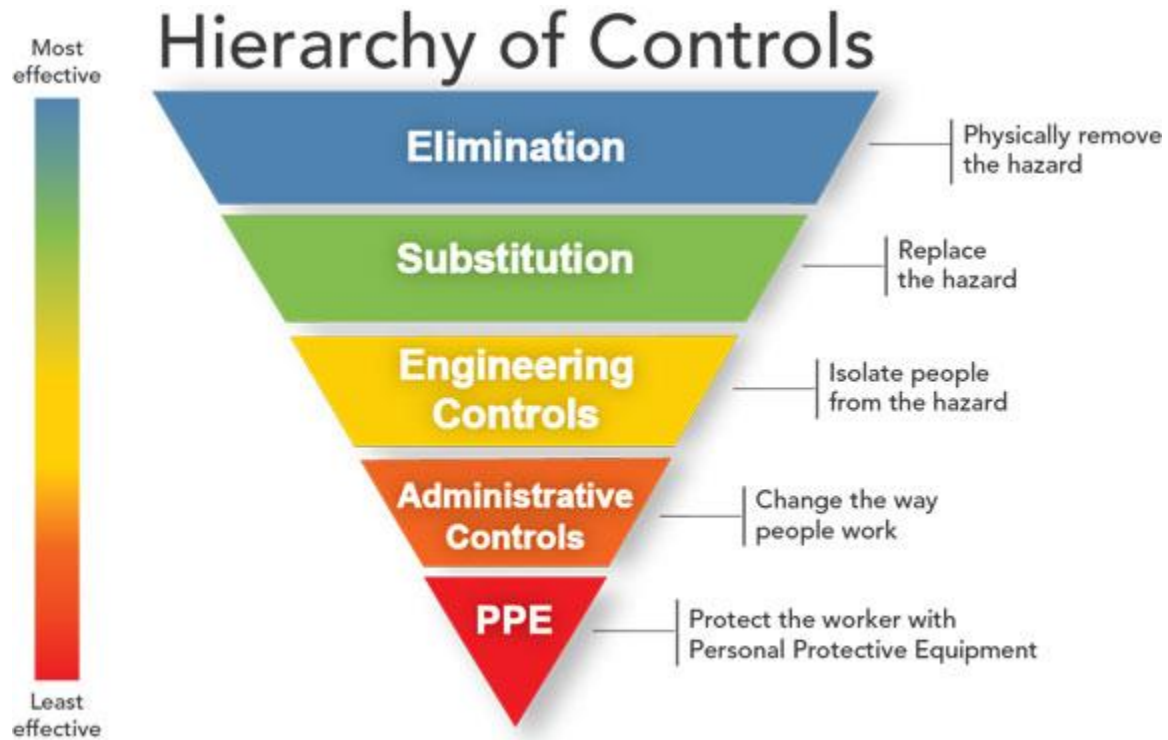 Hierarchy of Controls
Most
effective
Elimination
Physically remove
the hazard
Substitution
Replace
the hazard
Engineering
Controls
Isolate people
from the hazard
Administrative
Controls
Change the way
people work
PPE
Protect the worker with
Personal Protective Equipment
Least
effective